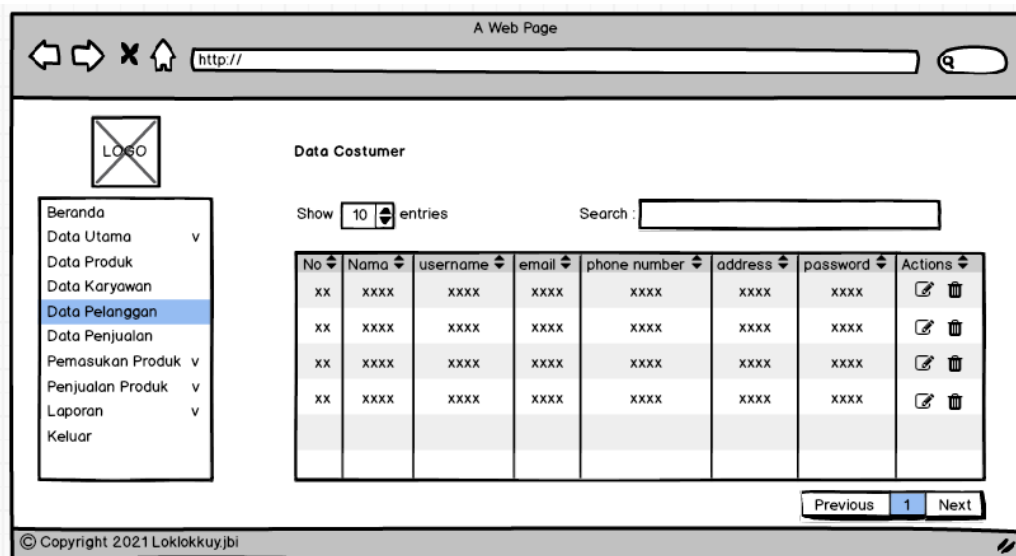 A Web Page
http://
LOGO
Beranda
Data Utama v
Data Produk
Data Karyawan
Data Pelanggan
Data Penjualan
Pemasukan Produk v
Penjualan Produk v
Laporan v
Keluar
Data Costumer
Show 10 entries Search :
No Nama username email phone number address password Actions
xx xxxx xxxx xxxx xxxx xxxx xxxx
xx xxxx xxxx xxxx xxxx xxxx xxxx
xx xxxx xxxx xxxx xxxx xxxx xxxx
xx xxxx xxxx xxxx xxxx xxxx xxxx
Previous 1 Next
© Copyright 2021 Loklokkuy.jbi